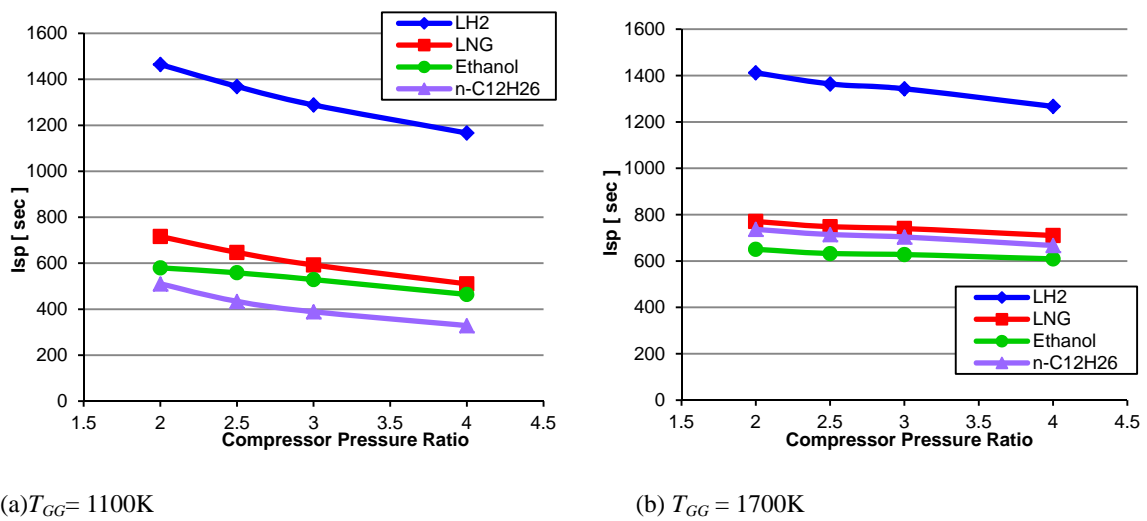 1600
1400
1200
1000
800
600
400
200
0
Isp [ sec ]
1.5 2 2.5 3 3.5 4 4.5
Compressor Pressure Ratio
LH2
LNG
Ethanol
n-C12H26
1600
1400
1200
1000
800
600
400
200
0
Isp [ sec ]
1.5 2 2.5 3 3.5 4 4.5
Compressor Pressure Ratio
LH2
LNG
Ethanol
n-C12H26
(a)TGG= 1100K
(b) TGG = 1700K